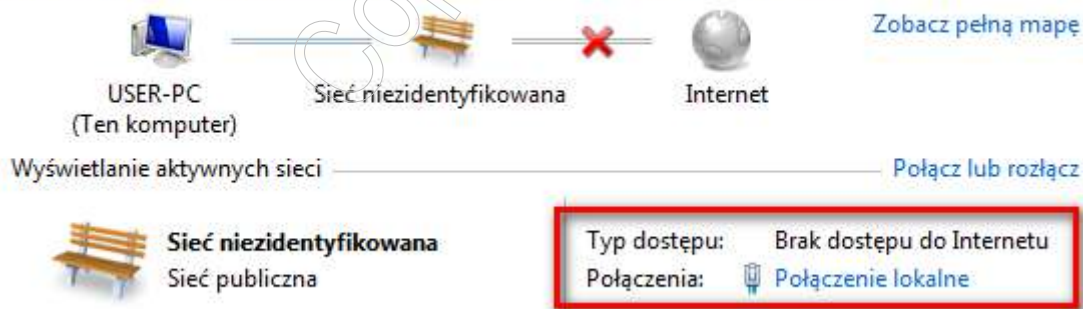 Zobacz pełną mapę
USER-PC
(Ten komputer)
Sieć niezidentyfikowana
Internet
Wyświetlanie aktywnych sieci
Połącz lub rozłącz
Sieć niezidentyfikowana
Sieć publiczna
Typ dostępu: Brak dostępu do Internetu
Połączenia: Połączenie lokalne